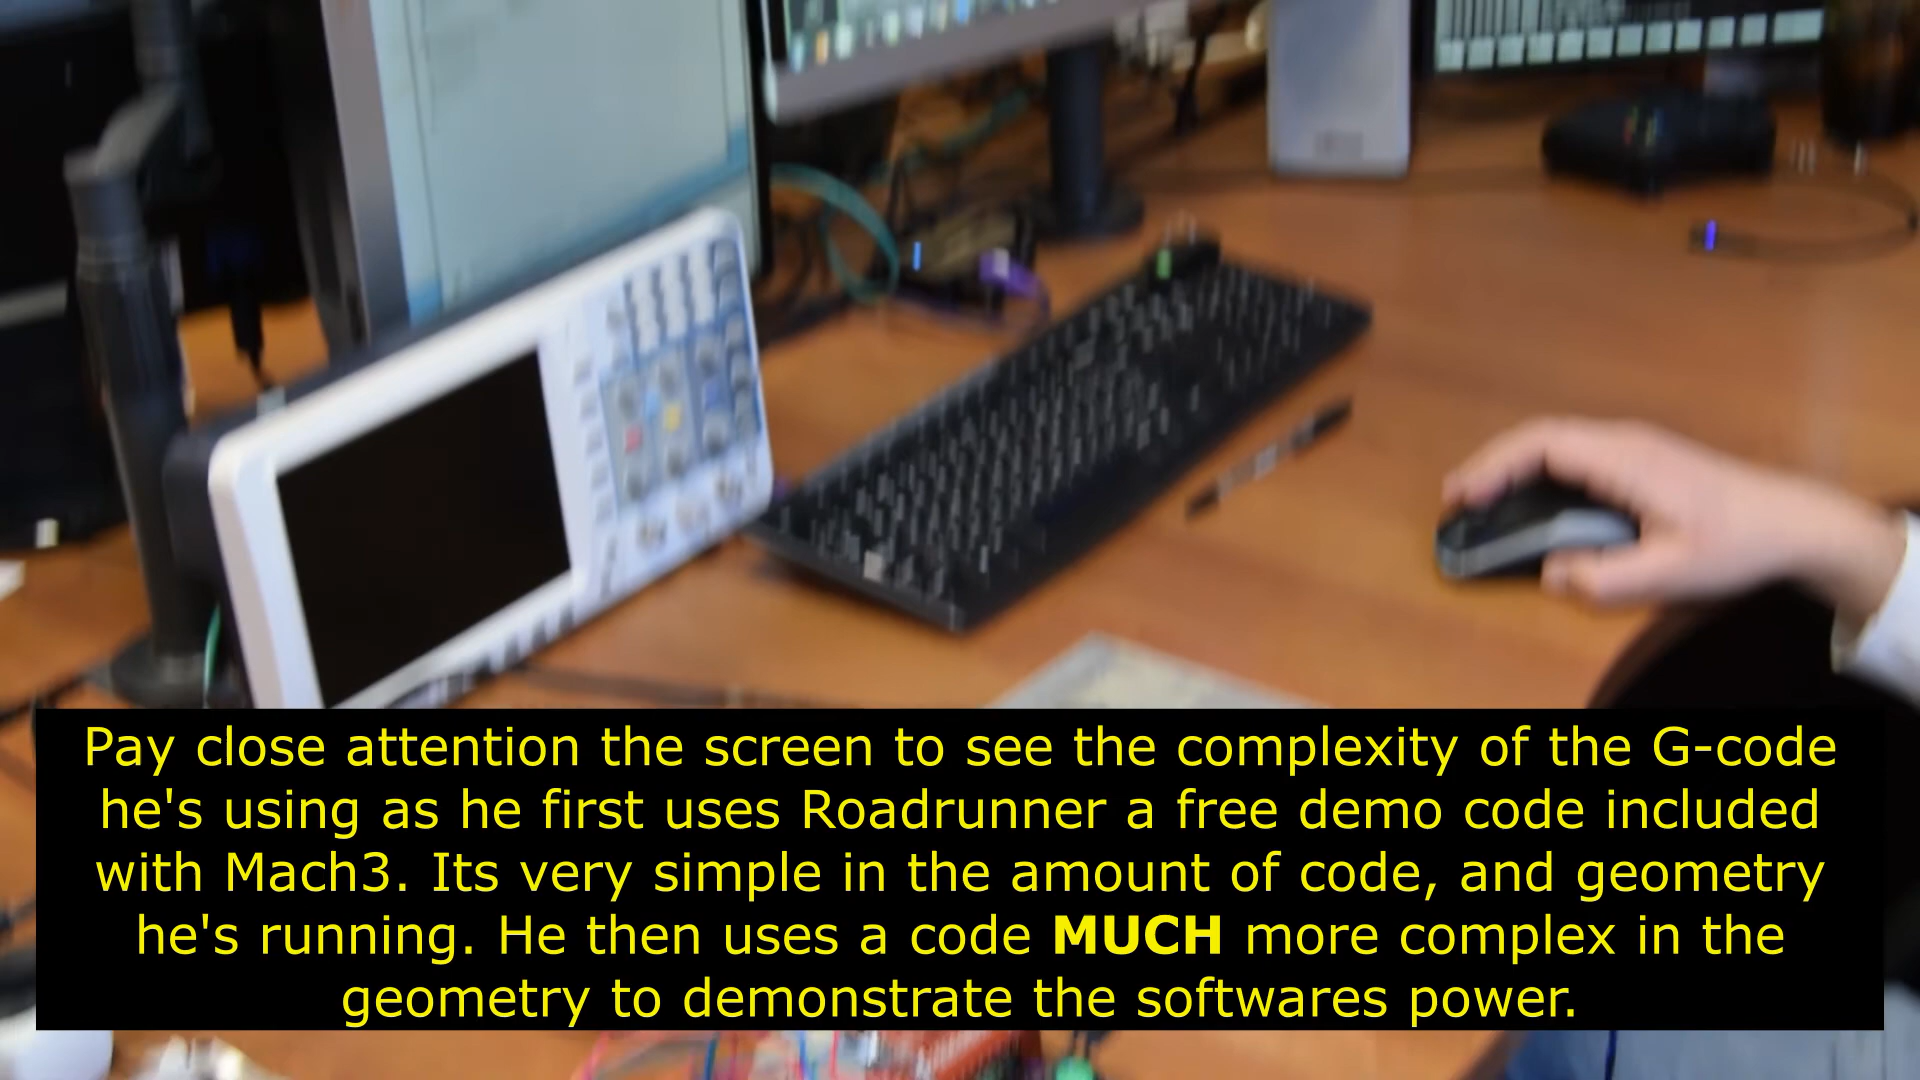 Pay close attention the screen to see the complexity of the G-code
he's using as he first uses Roadrunner a free demo code included
with Mach3. Its very simple in the amount of code, and geometry
he's running. He then uses a code MUCH more complex in the
geometry to demonstrate the softwares power.